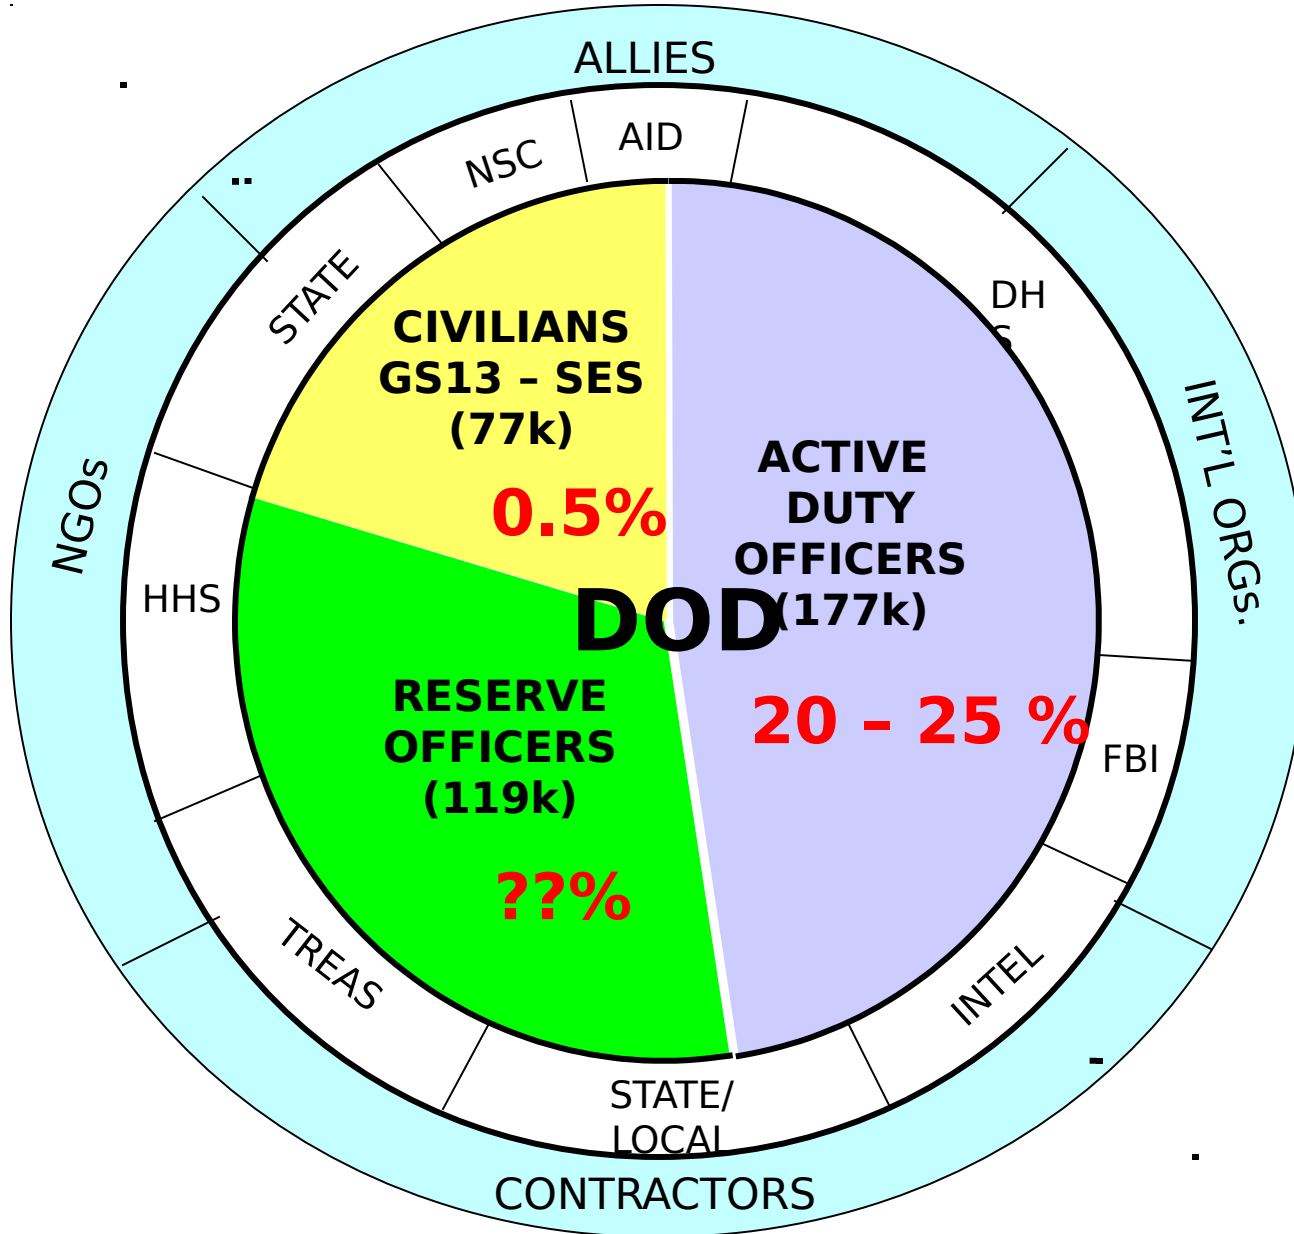 ALLIES
AID
NSC
STATE
DH
S
CIVILIANS
GS13 – SES
(77k)
0.5%
ACTIVE
DUTY
OFFICERS
(177k)
20 – 25 %
DOD
INT’L ORGS.
NGOs
HHS
RESERVE
OFFICERS
(119k)
??%
FBI
TREAS
INTEL
STATE/
LOCAL
CONTRACTORS